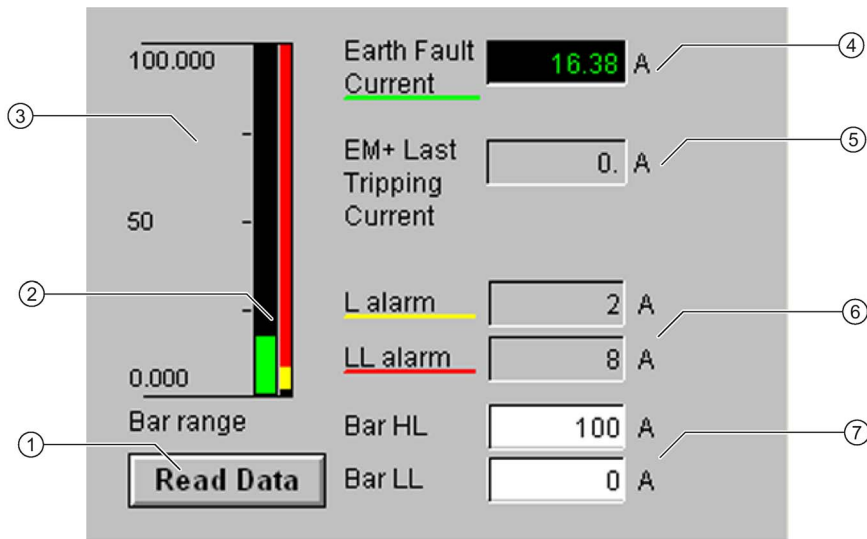 100.000
50
0.000
Bar range
Read Data
Earth Fault
Current
16.38 A
EM+ Last
Tripping
Current
0. A
L alarm
2 A
LL alarm
8 A
Bar HL
100 A
Bar LL
0 A
1
2
3
4
5
6
7